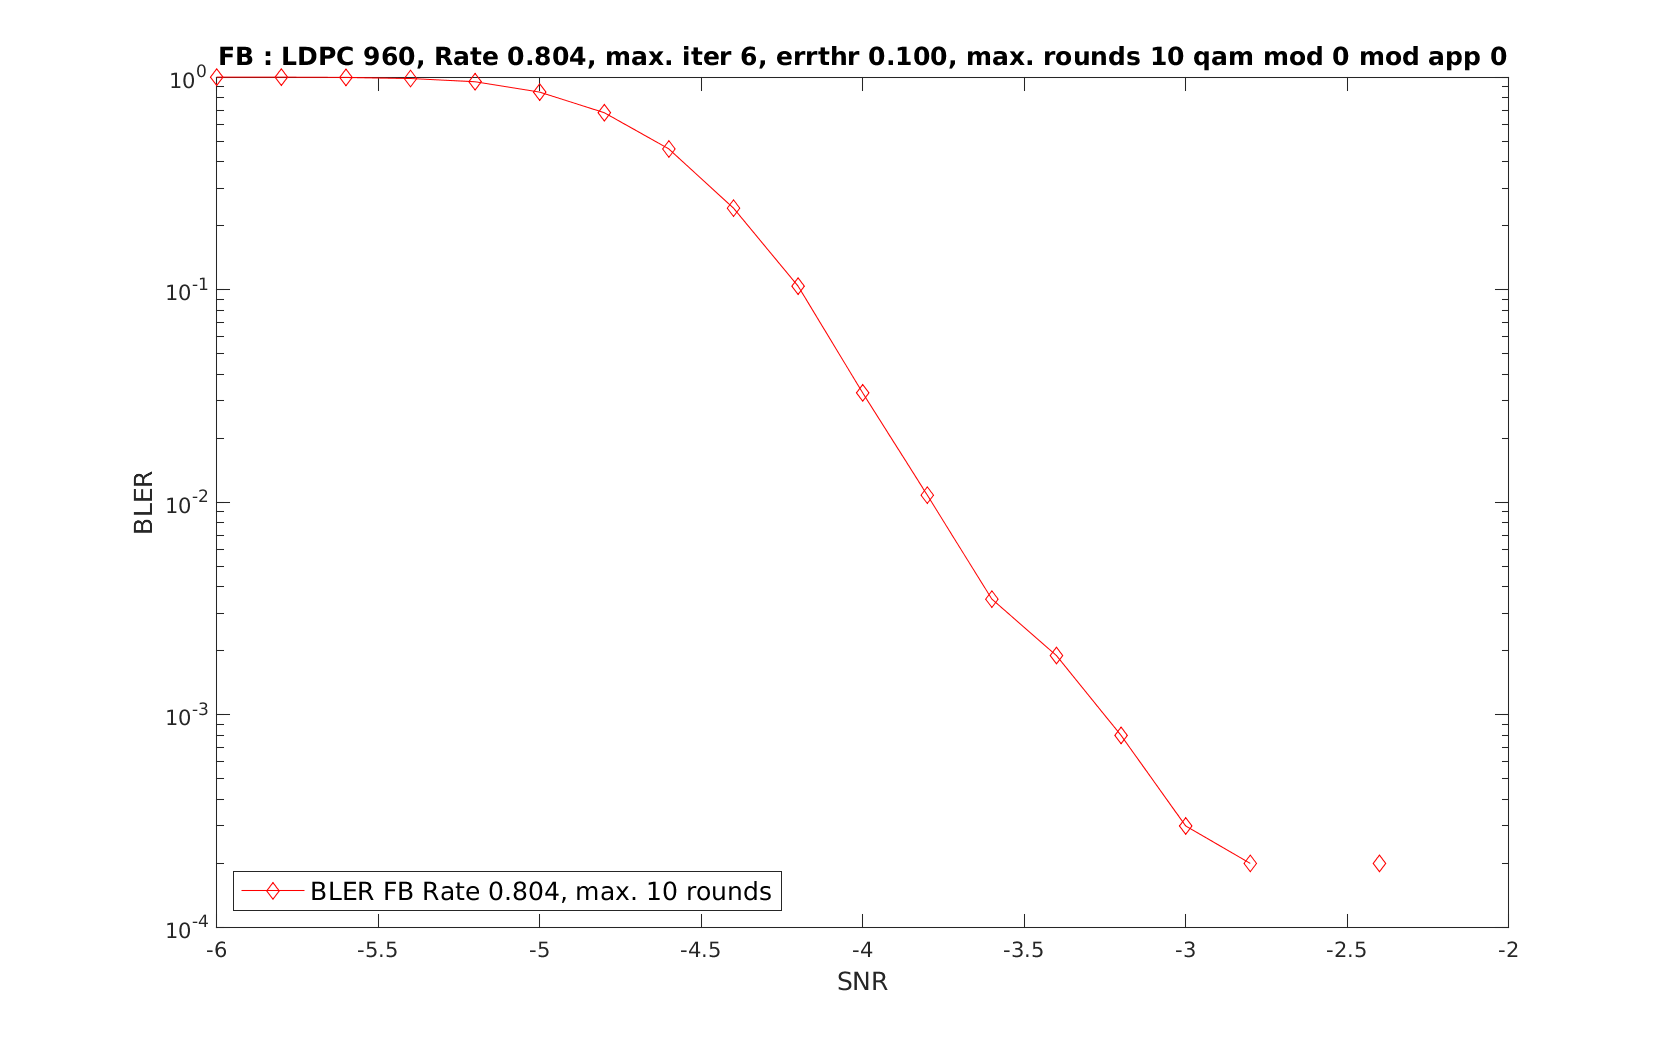 FB : LDPC 960, Rate 0.804, max. iter 6, errthr 0.100, max. rounds 10 qam mod 0 mod app 0
10^0
10^-1
10^-2
10^-3
10^-4
BLER
BLER FB Rate 0.804, max. 10 rounds
-6 -5.5 -5 -4.5 -4 -3.5 -3 -2.5 -2
SNR